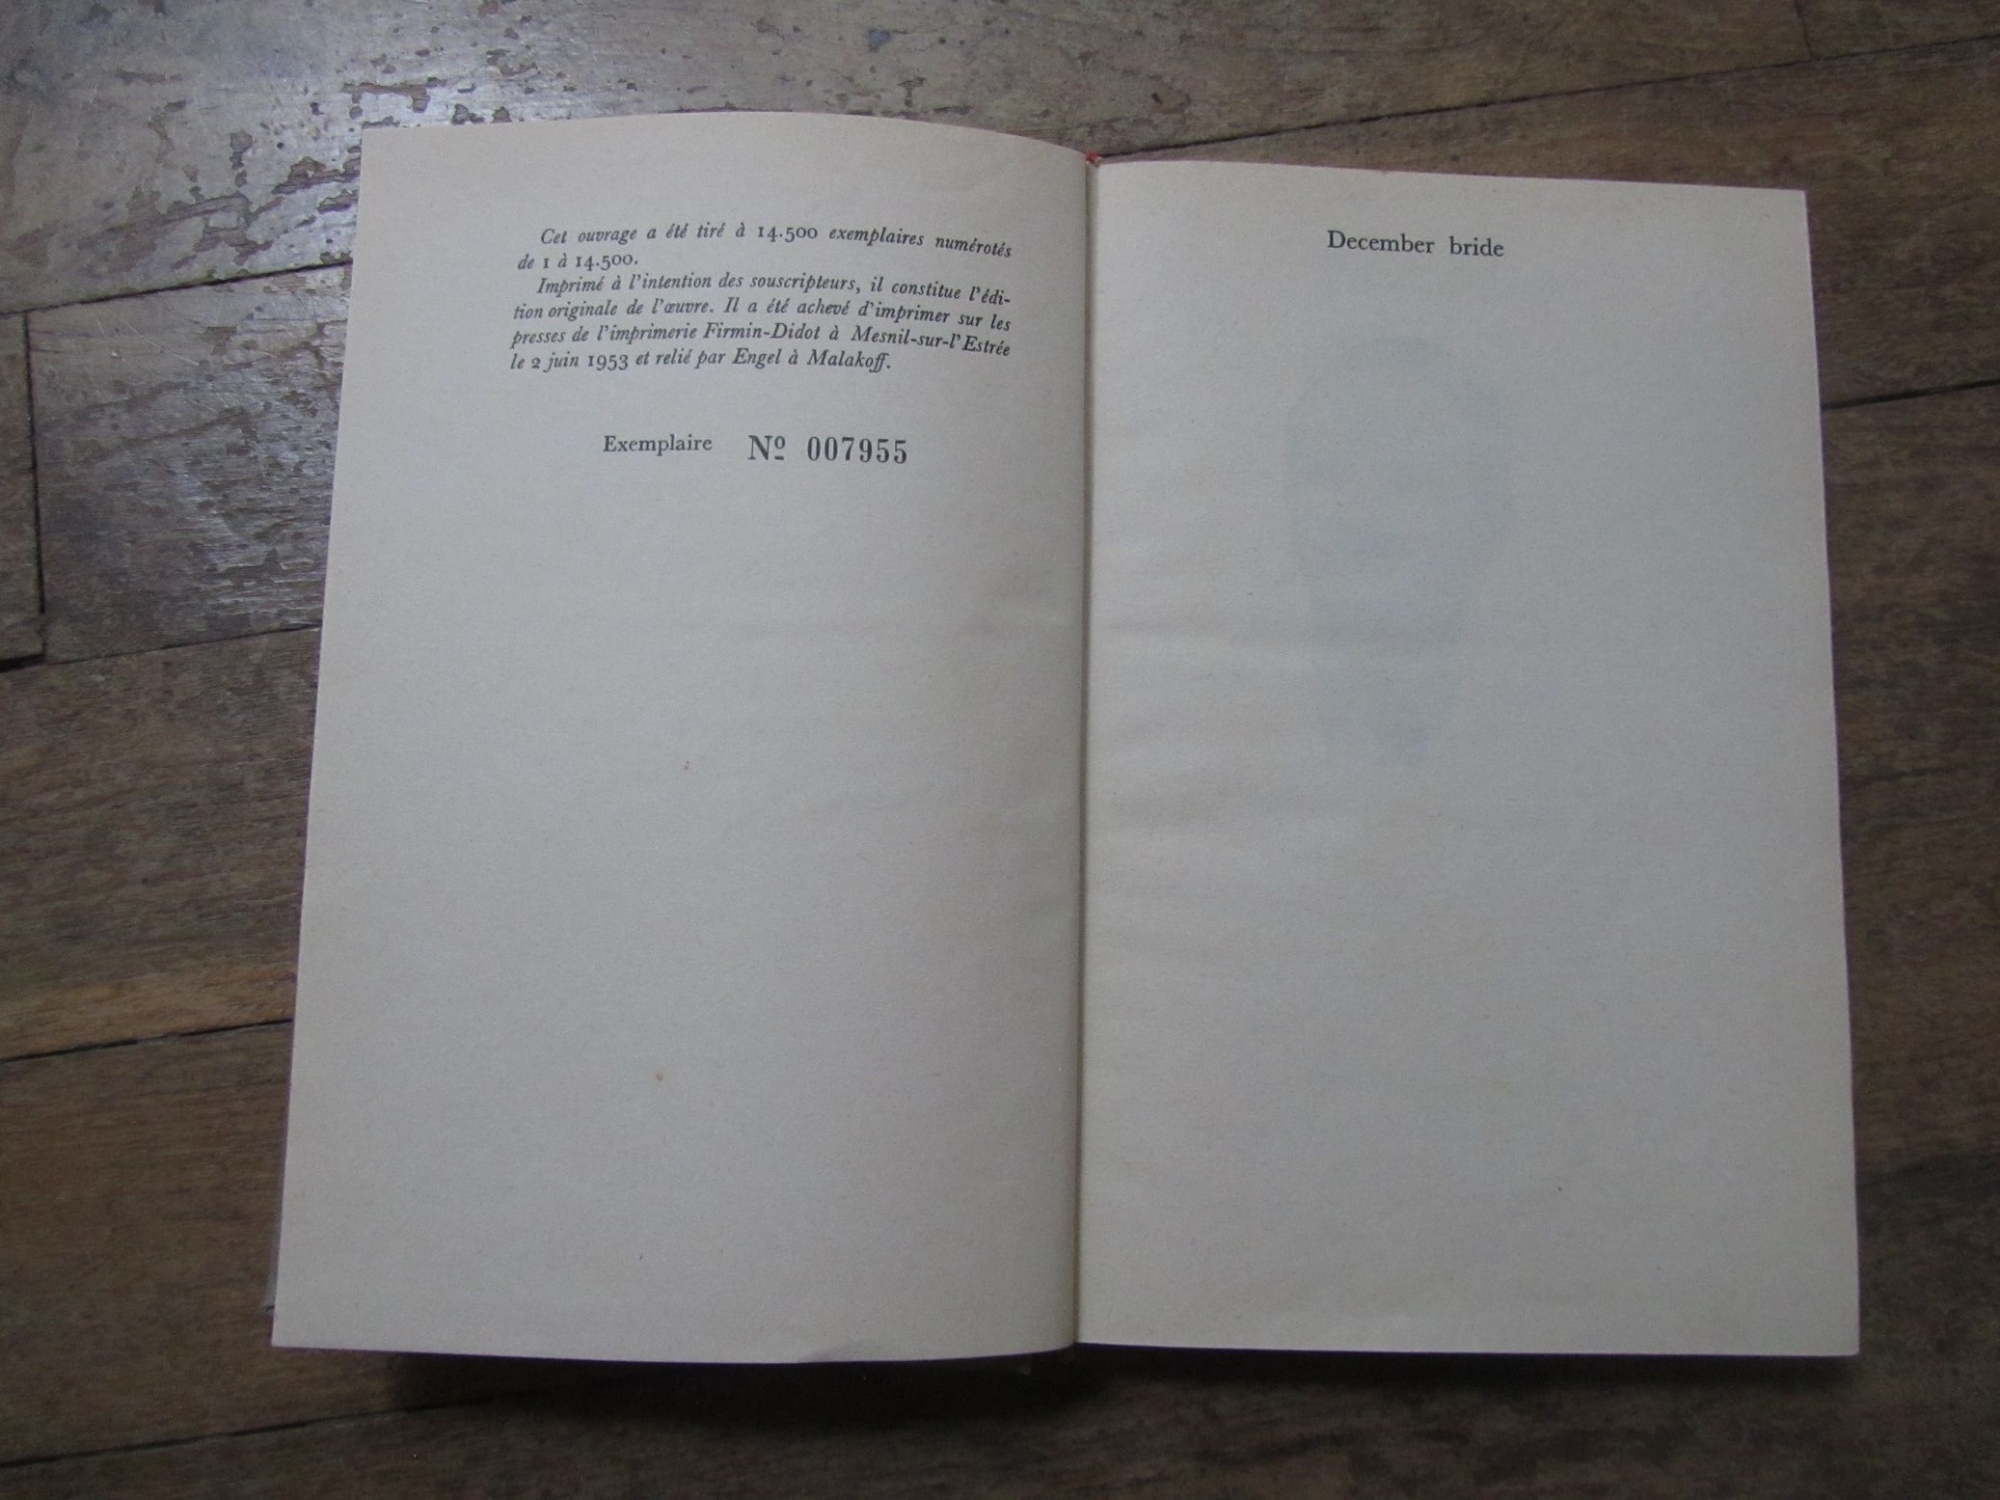 Cet ouvrage a été tiré à 14.500 exemplaires numérotés
de 1 à 14.500.
Imprimé à l'intention des souscripteurs, il constitue l'édi-
tion originale de l'œuvre. Il a été achevé d'imprimer sur les
presses de l'imprimerie Firmin-Didot à Mesnil-sur-l'Estrée
le 2 juin 1953 et relié par Engel à Malakoff.
Exemplaire Nº 007955
December bride